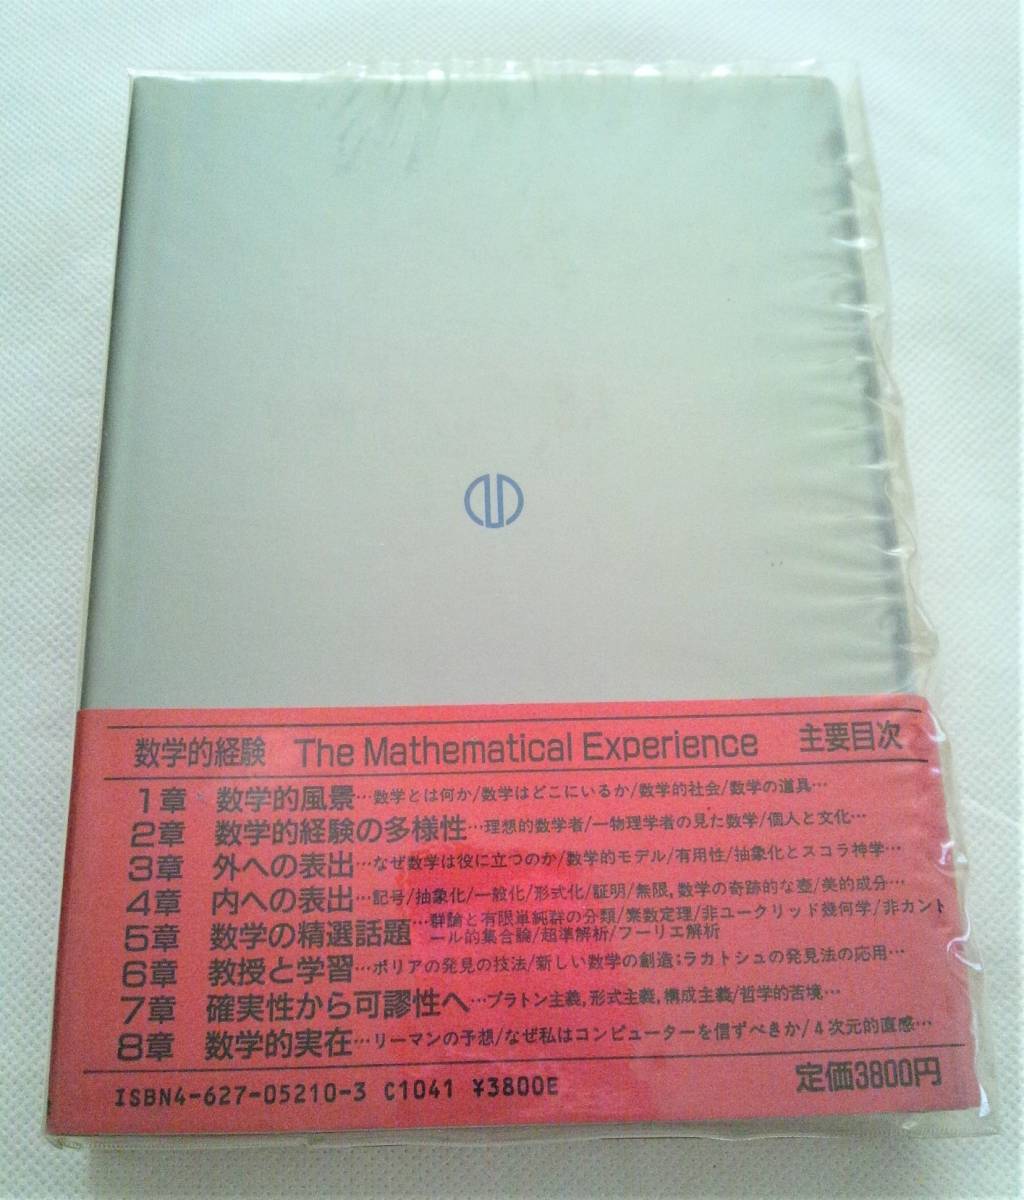 数学的経験 The Mathematical Experience 主要目次
1章 数学的風景…数学とは何か/数学はどこにいるか/数学的社会/数学の道具…
2章 数学的経験の多様性…理想的数学者/一物理学者の見た数学/個人と文化…
3章 外への表出…なぜ数学は役に立つのか/数学的モデル/有用性/抽象化とスコラ神学…
4章 内への表出…記号/抽象化/一般化/形式化/証明/無限,数学の奇跡的な壺/美的成分…
5章 数学の精選話題…群論と有限単純群の分類/素数定理/非ユークリッド幾何学/非カント
ール的集合論/超準解析/フーリエ解析
6章 教授と学習…ポリアの発見の技法/新しい数学の創造:ラカトシュの発見法の応用…
7章 確実性から可謬性へ…プラトン主義,形式主義,構成主義/哲学的苦境…
8章 数学的実在…リーマンの予想/なぜ私はコンピューターを信ずべきか/4次元的直感…
ISBN4-627-05210-3 C1041 ¥3800E
定価3800円